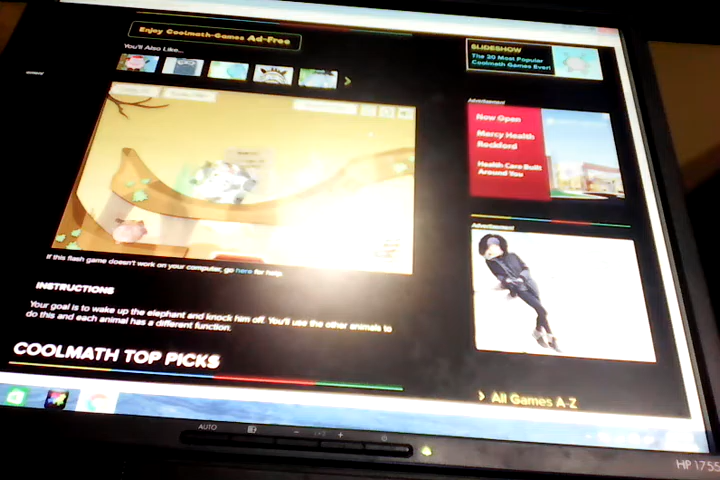 Enjoy Coolmath-Games Ad-Free
You'll Also Like...
SLIDESHOW
The 20 Most Popular
Coolmath Games Ever!
Advertisement
Now Open
Mercy Health
Rockford
Health Care Built
Around You
Advertisement
If this flash game doesn't work on your computer, go here for help.
INSTRUCTIONS
Your goal is to wake up the elephant and knock him off. You'll use the other animals to
do this and each animal has a different function.
COOLMATH TOP PICKS
All Games A-Z
AUTO
HP 1755